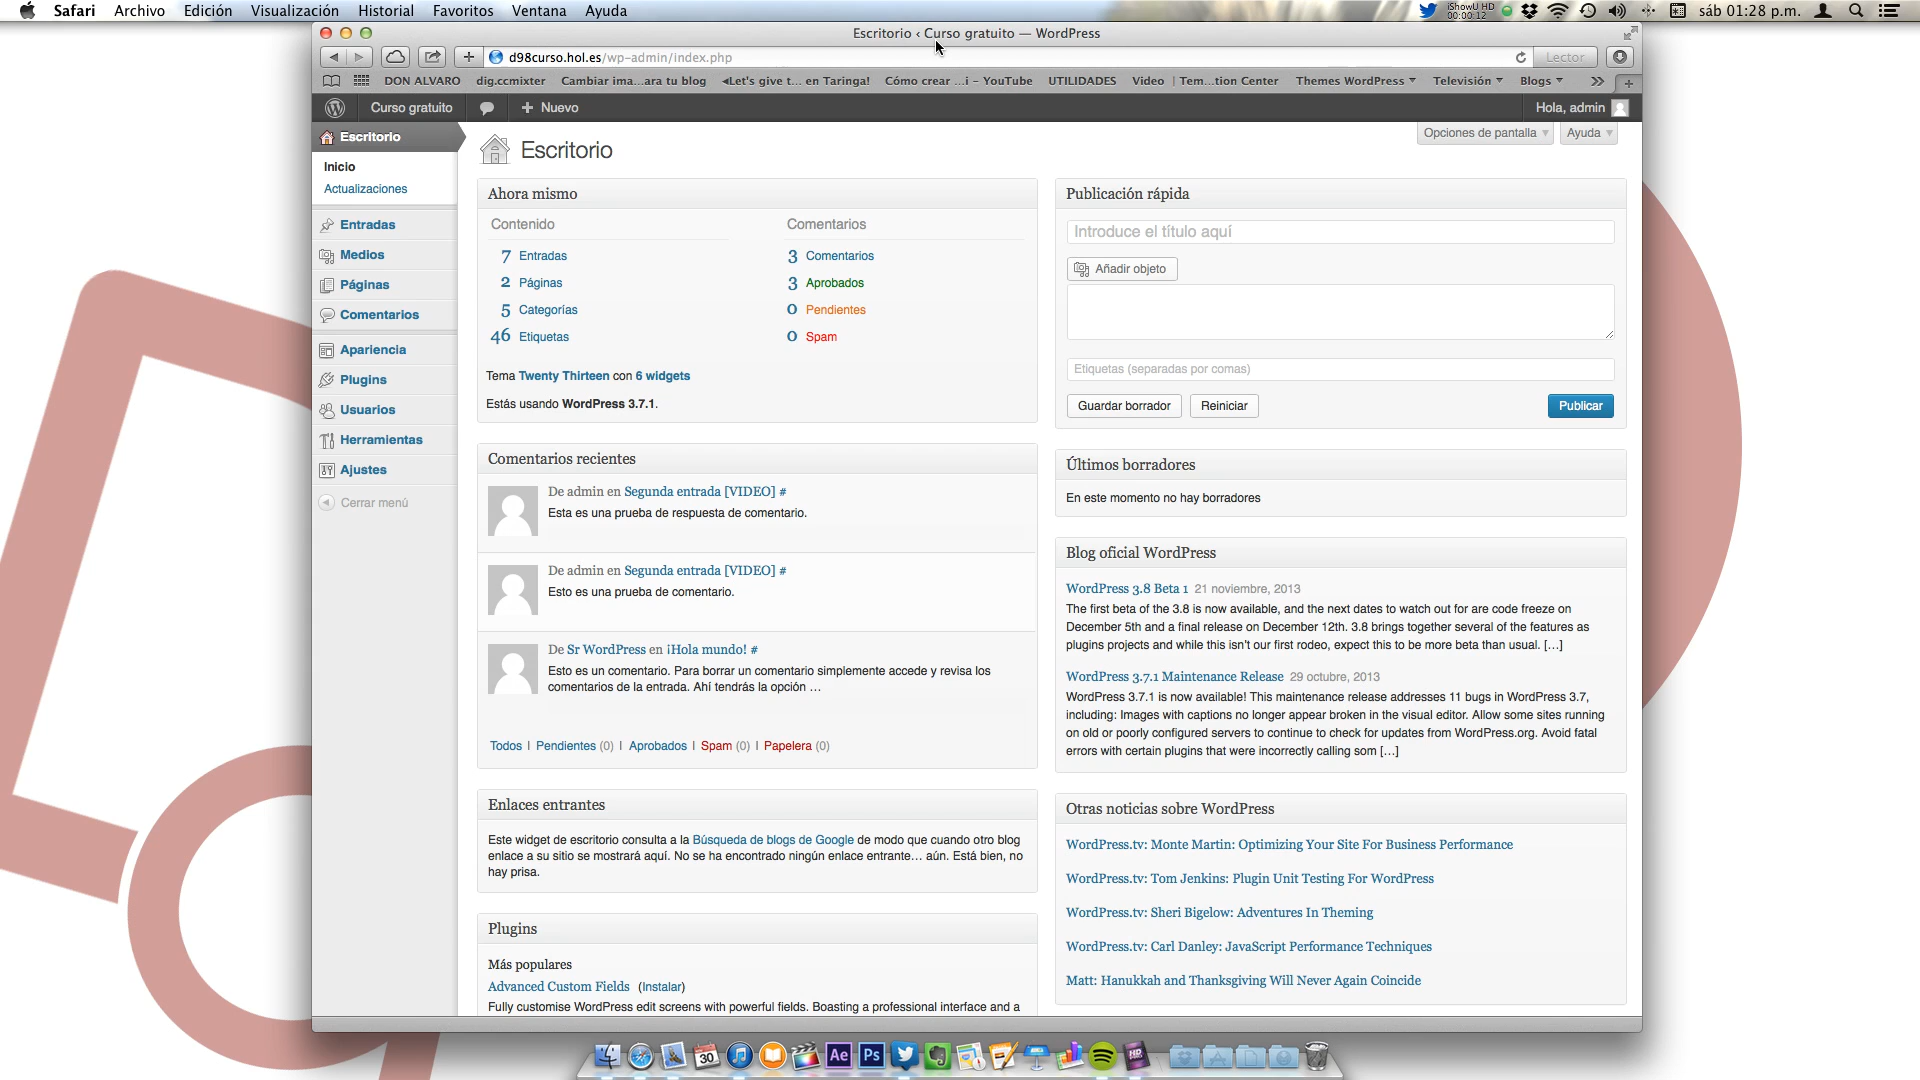 Safari Archivo Edición Visualización Historial Favoritos Ventana Ayuda
iShowU HD
00:00:12
sáb 01:28 p.m.
Escritorio ‹ Curso gratuito — WordPress
d98curso.hol.es/wp-admin/index.php
Lector
DON ALVARO dig.ccmixter Cambiar ima...ara tu blog ◄Let's give t... en Taringa! Cómo crear ...i – YouTube UTILIDADES Video | Tem...tion Center Themes WordPress Televisión Blogs
Curso gratuito
+ Nuevo
Hola, admin
Escritorio
Inicio
Actualizaciones
Entradas
Medios
Páginas
Comentarios
Apariencia
Plugins
Usuarios
Herramientas
Ajustes
Cerrar menú
Escritorio
Opciones de pantalla
Ayuda
Ahora mismo
Contenido
Comentarios
7 Entradas
3 Comentarios
2 Páginas
3 Aprobados
5 Categorías
0 Pendientes
46 Etiquetas
0 Spam
Tema Twenty Thirteen con 6 widgets
Estás usando WordPress 3.7.1.
Comentarios recientes
De admin en Segunda entrada [VIDEO] #
Esta es una prueba de respuesta de comentario.
De admin en Segunda entrada [VIDEO] #
Esto es una prueba de comentario.
De Sr WordPress en ¡Hola mundo! #
Esto es un comentario. Para borrar un comentario simplemente accede y revisa los
comentarios de la entrada. Ahí tendrás la opción ...
Todos | Pendientes (0) | Aprobados | Spam (0) | Papelera (0)
Enlaces entrantes
Este widget de escritorio consulta a la Búsqueda de blogs de Google de modo que cuando otro blog
enlace a su sitio se mostrará aquí. No se ha encontrado ningún enlace entrante… aún. Está bien, no
hay prisa.
Plugins
Más populares
Advanced Custom Fields (Instalar)
Fully customise WordPress edit screens with powerful fields. Boasting a professional interface and a
Publicación rápida
Introduce el título aquí
Añadir objeto
Etiquetas (separadas por comas)
Guardar borrador
Reiniciar
Publicar
Últimos borradores
En este momento no hay borradores
Blog oficial WordPress
WordPress 3.8 Beta 1 21 noviembre, 2013
The first beta of the 3.8 is now available, and the next dates to watch out for are code freeze on
December 5th and a final release on December 12th. 3.8 brings together several of the features as
plugins projects and while this isn't our first rodeo, expect this to be more beta than usual. […]
WordPress 3.7.1 Maintenance Release 29 octubre, 2013
WordPress 3.7.1 is now available! This maintenance release addresses 11 bugs in WordPress 3.7,
including: Images with captions no longer appear broken in the visual editor. Allow some sites running
on old or poorly configured servers to continue to check for updates from WordPress.org. Avoid fatal
errors with certain plugins that were incorrectly calling som […]
Otras noticias sobre WordPress
WordPress.tv: Monte Martin: Optimizing Your Site For Business Performance
WordPress.tv: Tom Jenkins: Plugin Unit Testing For WordPress
WordPress.tv: Sheri Bigelow: Adventures In Theming
WordPress.tv: Carl Danley: JavaScript Performance Techniques
Matt: Hanukkah and Thanksgiving Will Never Again Coincide
30
Ae
Ps
HD